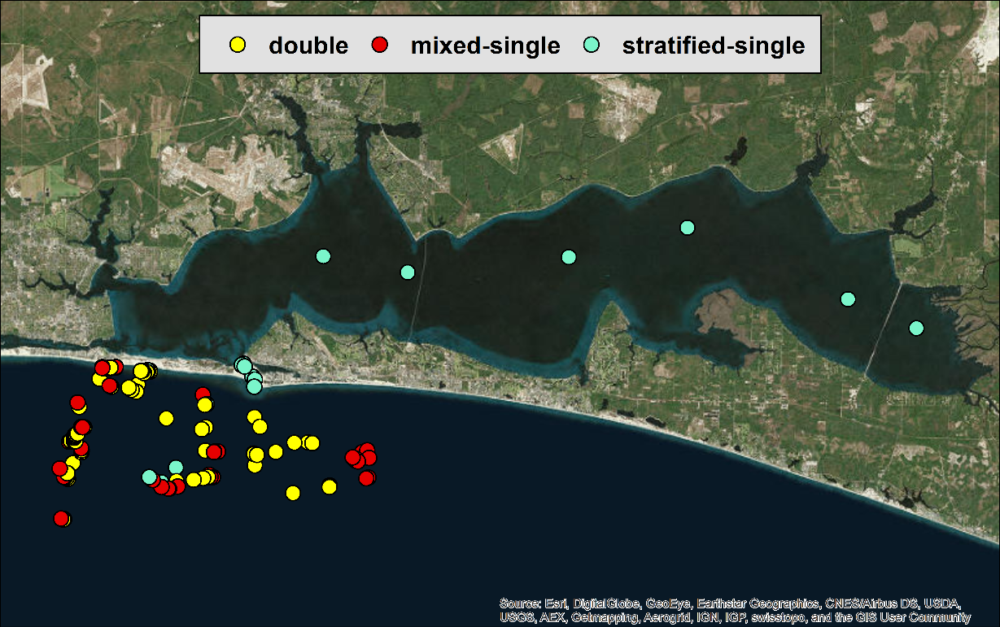 double mixed-single stratified-single
Source: Esri, DigitalGlobe, GeoEye, Earthstar Geographics, CNES/Airbus DS, USDA,
USGS, AEX, Getmapping, Aerogrid, IGN, IGP, swisstopo, and the GIS User Community